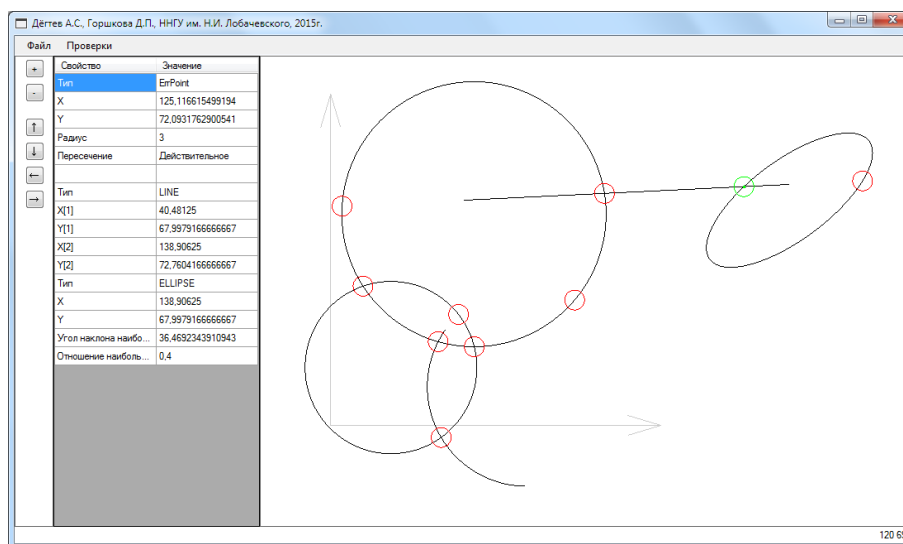 Дёгтев А.С., Горшкова Д.П., ННГУ им. Н.И. Лобачевского, 2015г.
Файл Проверки
Свойство Значение
Тип ErrPoint
X 125,116615499194
Y 72,0931762900541
Радиус 3
Пересечение Действительное
Тип LINE
X[1] 40,48125
Y[1] 67,9979166666667
X[2] 138,90625
Y[2] 72,7604166666667
Тип ELLIPSE
X 138,90625
Y 67,9979166666667
Угол наклона наибо... 36,4692343910943
Отношение наиболь... 0,4
120 65